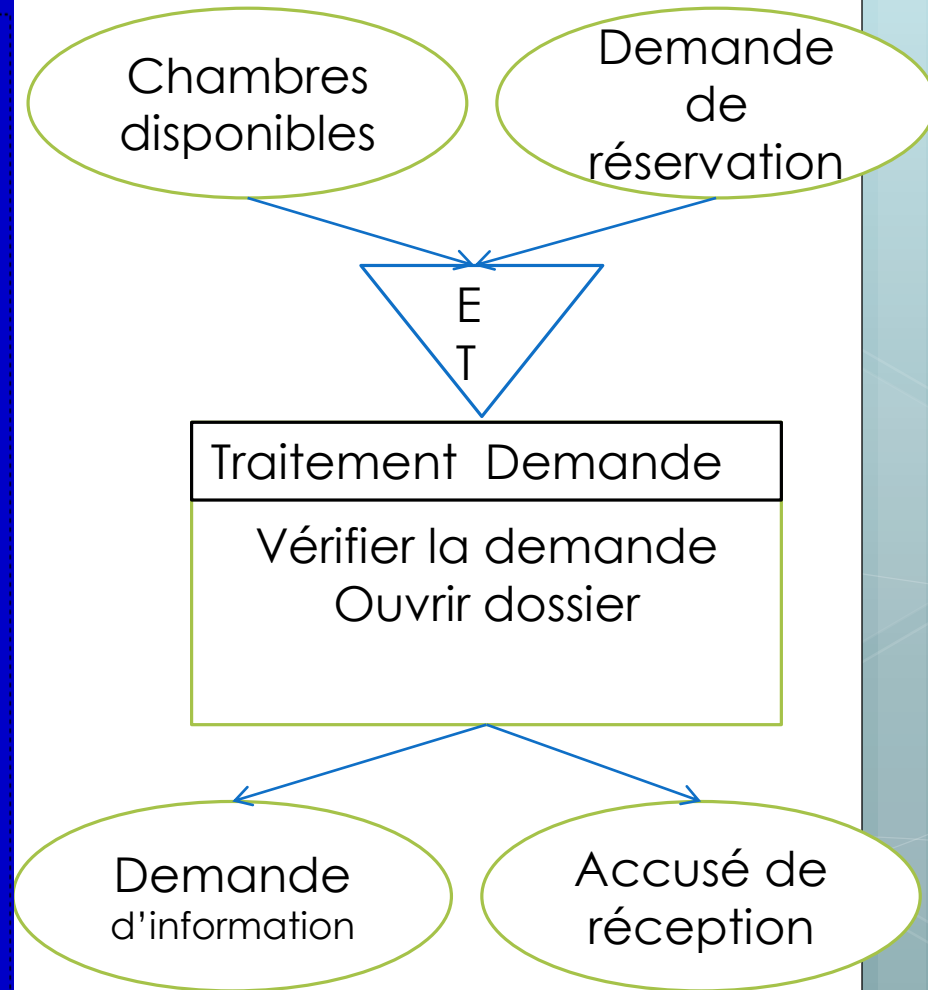 Chambres
disponibles
Demande
de
réservation
E
T
Traitement Demande
Vérifier la demande
Ouvrir dossier
Demande
d'information
Accusé de
réception